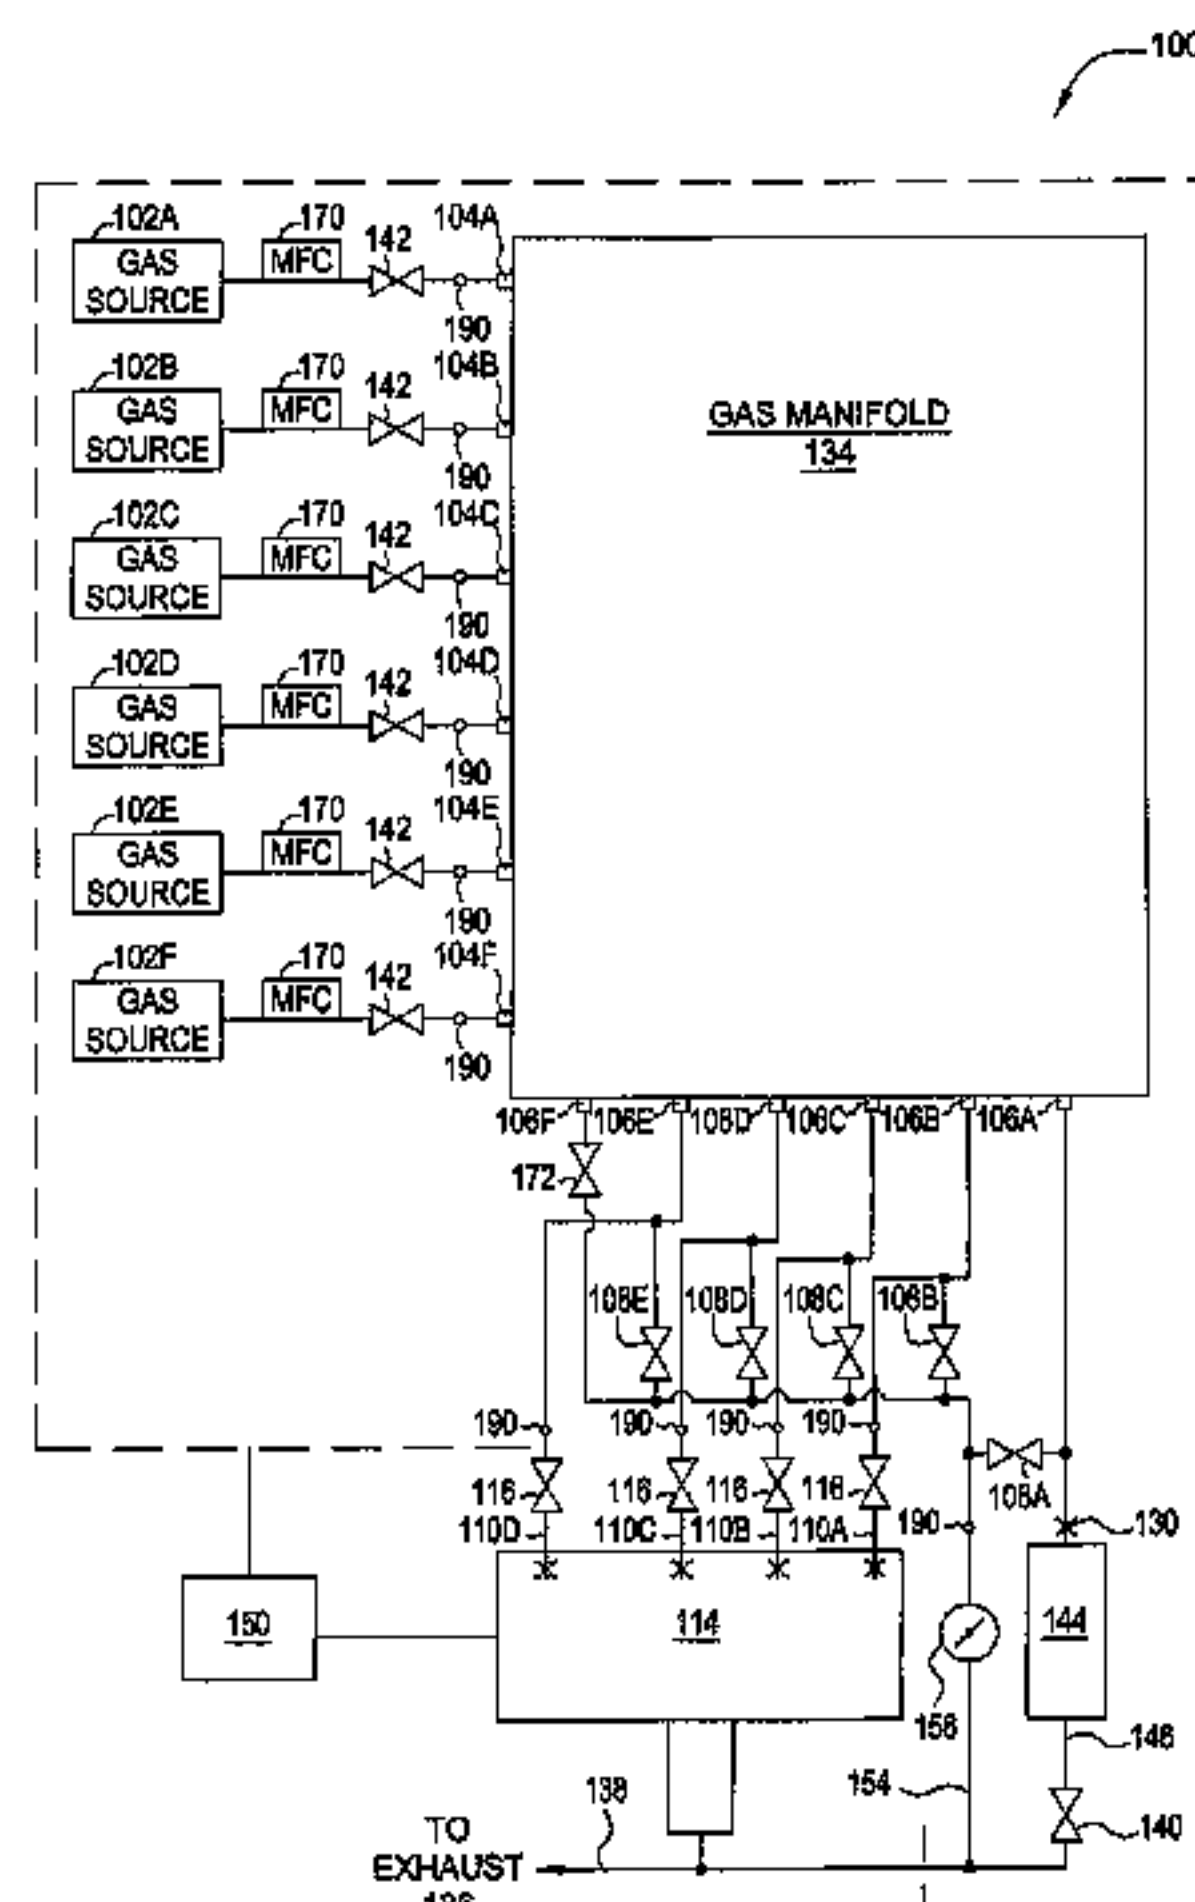 100
102A 170 142 104A
GAS SOURCE MFC
190
102B 170 142 104B
GAS SOURCE MFC
190
GAS MANIFOLD
134
102C 170 142 104C
GAS SOURCE MFC
190
102D 170 142 104D
GAS SOURCE MFC
190
102E 170 142 104E
GAS SOURCE MFC
190
102F 170 142 104F
GAS SOURCE MFC
190
106F 106E 106D 106C 106B 106A
172
108E 108D 108C 108B
190 190 190 190
116 116 116 116
108A
110D 110C 110B 110A
190
130
150
114
144
156
146
154
138
140
TO
EXHAUST